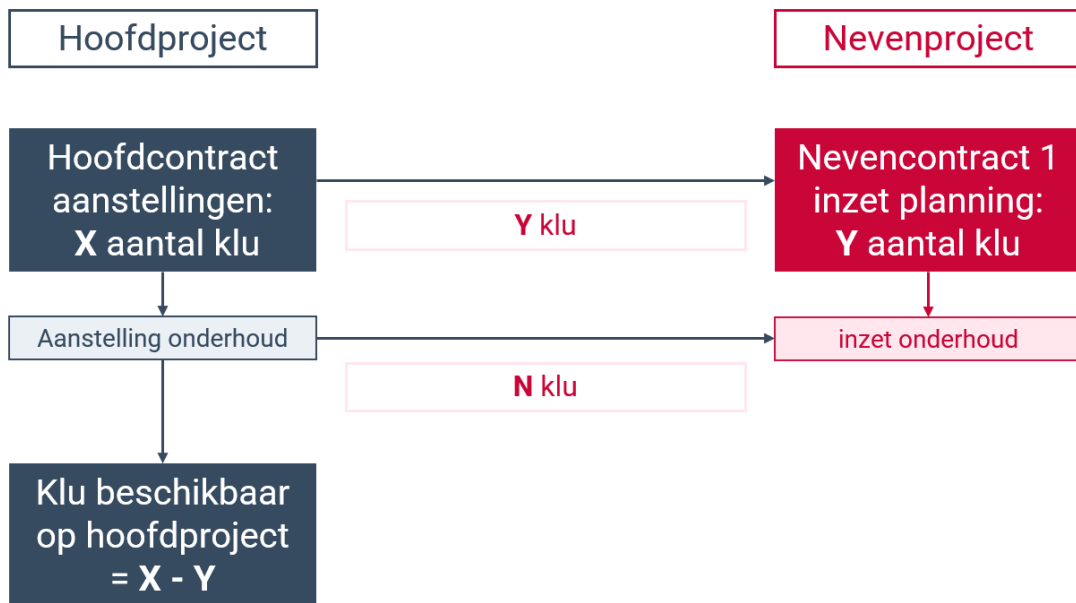 Hoofdproject
Nevenproject
Hoofdcontract
aanstellingen:
X aantal klu
Y klu
Nevencontract 1
inzet planning:
Y aantal klu
Aanstelling onderhoud
inzet onderhoud
N klu
Klu beschikbaar
op hoofdproject
= X - Y